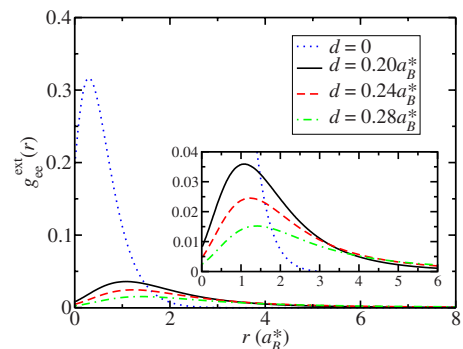 0.4
0.3
0.2
0.1
0
g_ee^ext(r)
d = 0
d = 0.20a_B^*
d = 0.24a_B^*
d = 0.28a_B^*
0.04
0.03
0.02
0.01
0
0 1 2 3 4 5 6
0 2 4 6 8
r (a_B^*)